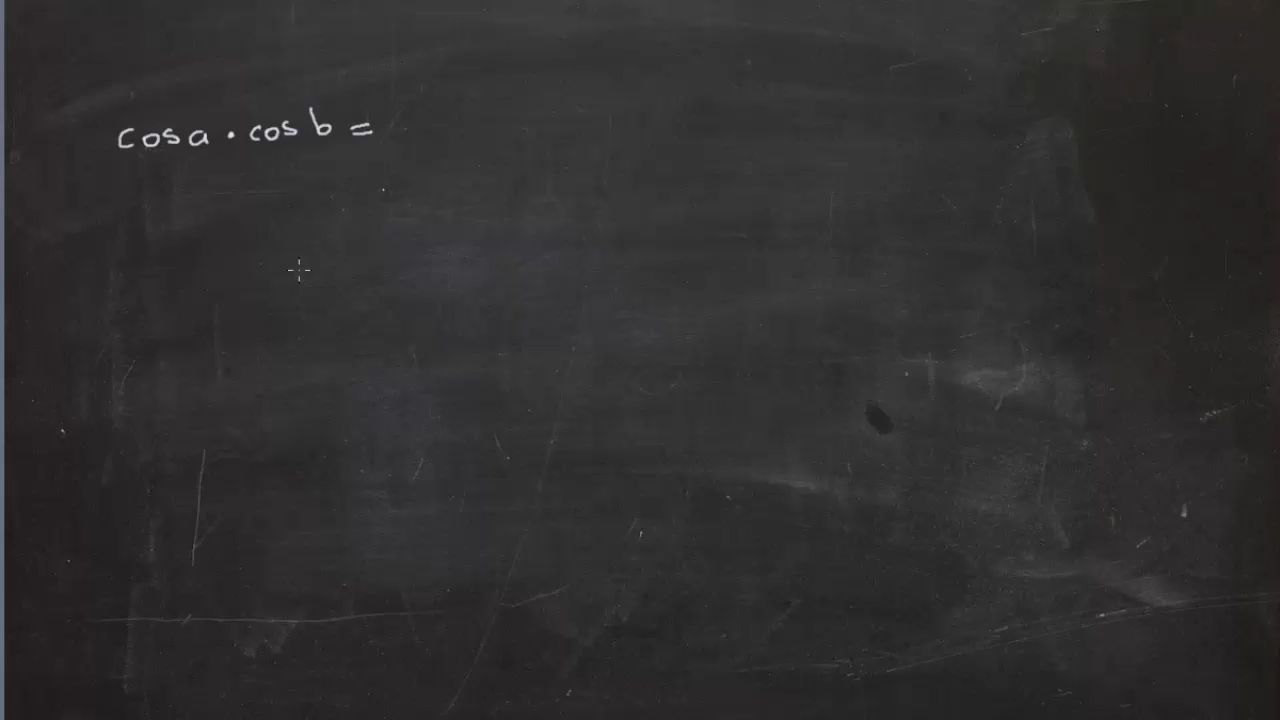 cos a · cos b =